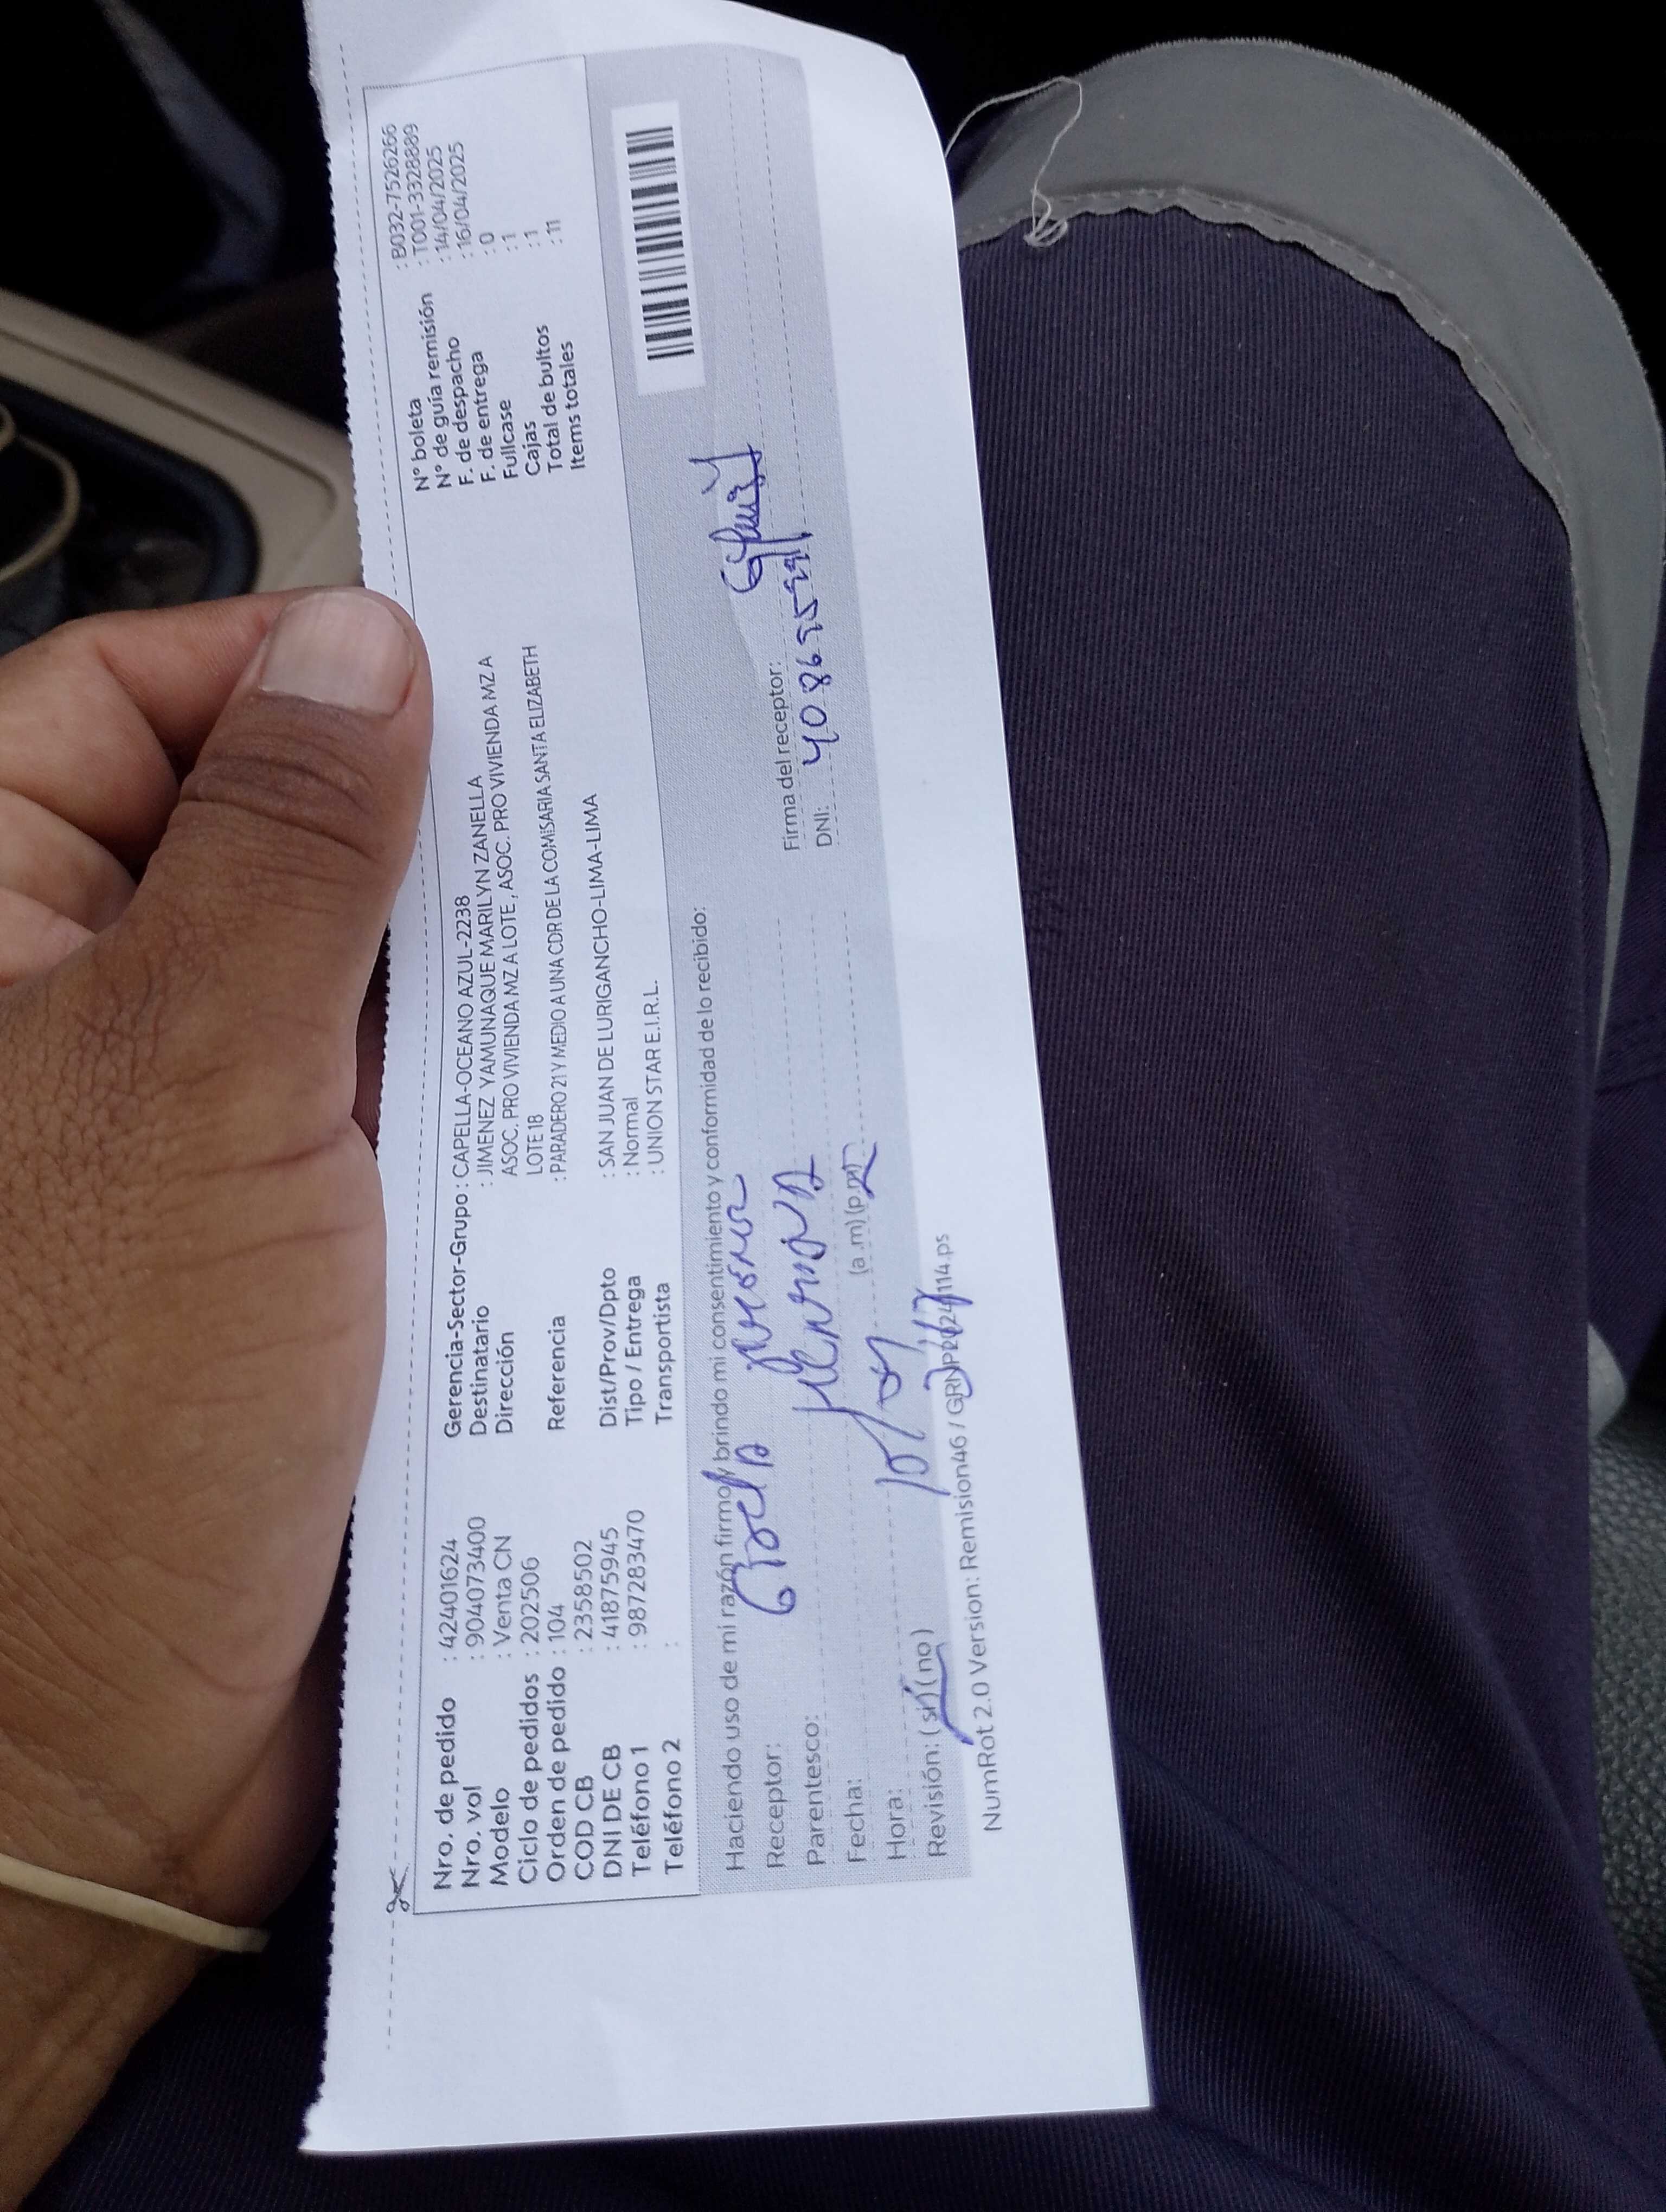 Nro. de pedido : 42401624
Nro. vol : 904073400
Modelo : Venta CN
Ciclo de pedidos : 202506
Orden de pedido : 104
COD CB : 2358502
DNI DE CB : 41875945
Teléfono 1 : 987283470
Teléfono 2 :
Gerencia-Sector-Grupo : CAPELLA-OCEANO AZUL-2238
Destinatario : JIMENEZ YAMUNAQUE MARILYN ZANELLA
Dirección ASOC. PRO VIVIENDA MZ A LOTE , ASOC. PRO VIVIENDA MZ A
LOTE 18
Referencia : PARADERO 21 Y MEDIO A UNA CDR DE LA COMISARIA SANTA ELIZABETH
Dist/Prov/Dpto : SAN JUAN DE LURIGANCHO-LIMA-LIMA
Tipo / Entrega : Normal
Transportista : UNION STAR E.I.R.L.
N° boleta : B032-7526266
N° de guía remisión : T001-3328889
F. de despacho : 14/04/2025
F. de entrega : 16/04/2025
Fullcase : 0
Cajas : 1
Total de bultos : 1
Items totales : 11
Haciendo uso de mi razón firmo y brindo mi consentimiento y conformidad de lo recibido:
Receptor:
Parentesco:
Fecha:
Hora: (a.m) (p.m)
Revisión: ( si ) ( no )
Firma del receptor:
DNI:
NumRot 2.0 Version: Remision46 /